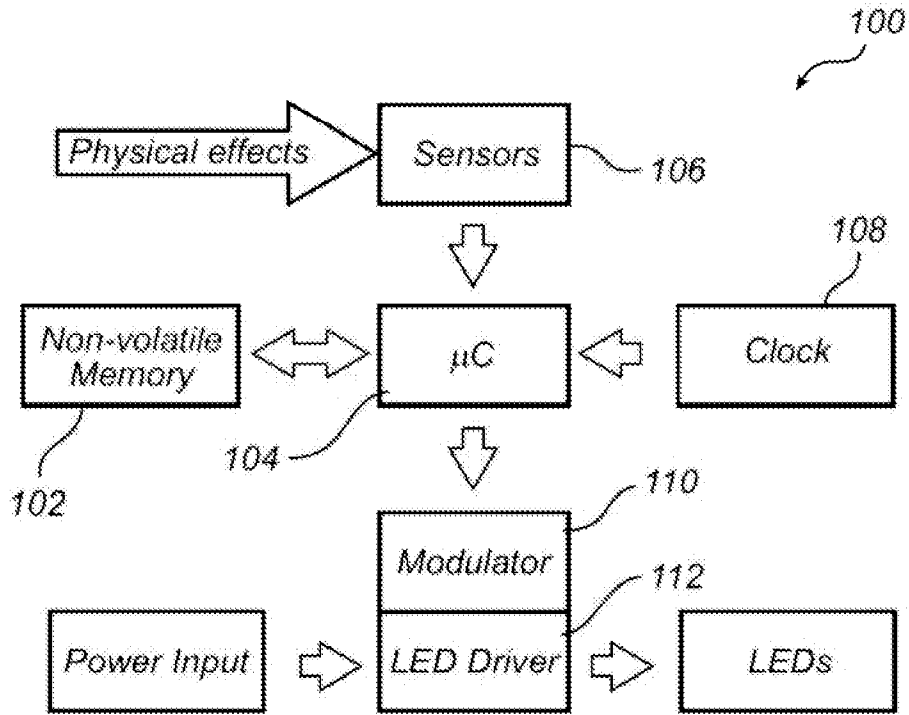 100
Physical effects
Sensors
106
108
Non-volatile
Memory
μC
Clock
104
102
110
Modulator
112
Power Input
LED Driver
LEDs